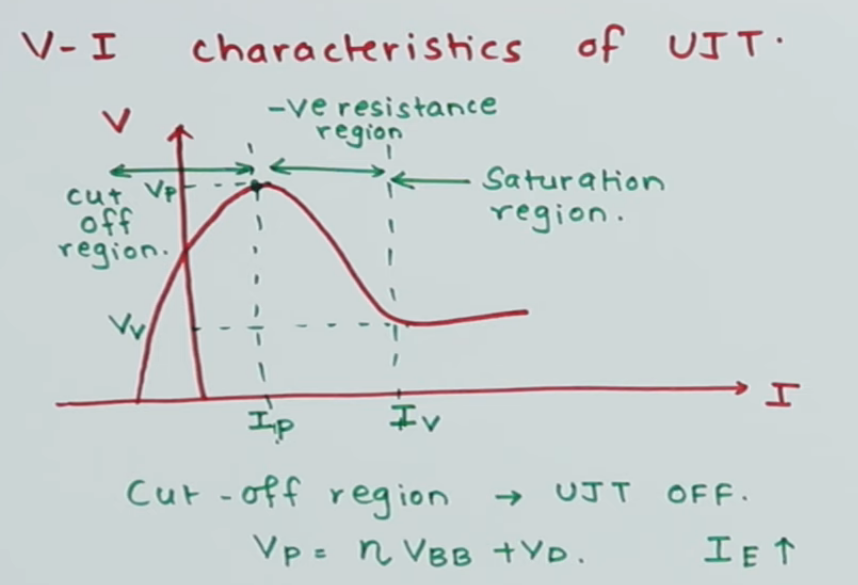 V-I characteristics of UJT.
V
-ve resistance
region
Vp
cut
off
region.
Saturation
region.
Vv
I
Ip
Iv
Cut-off region → UJT OFF.
Vp = η VBB + VD. IE ↑